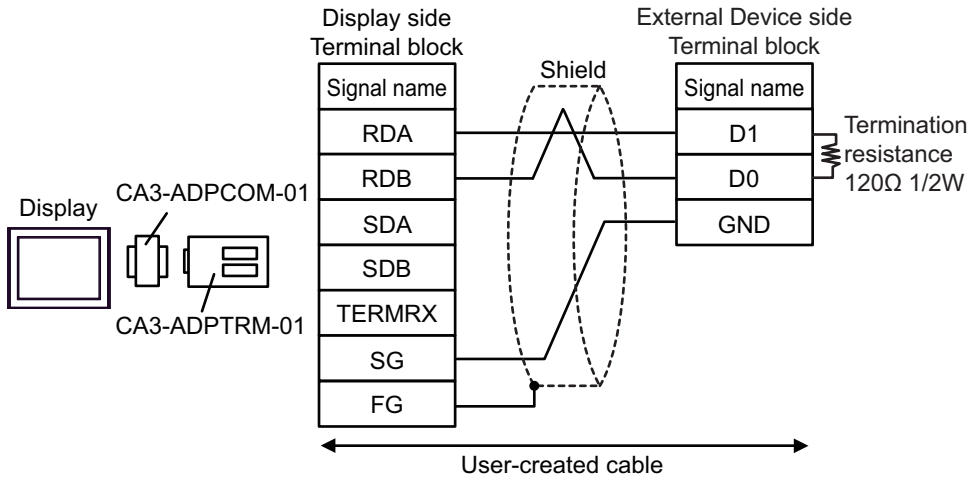 Display side
Terminal block
External Device side
Terminal block
Shield
Signal name
RDA
RDB
SDA
SDB
TERMRX
SG
FG
Signal name
D1
D0
GND
Termination
resistance
120Ω 1/2W
Display
CA3-ADPCOM-01
CA3-ADPTRM-01
User-created cable